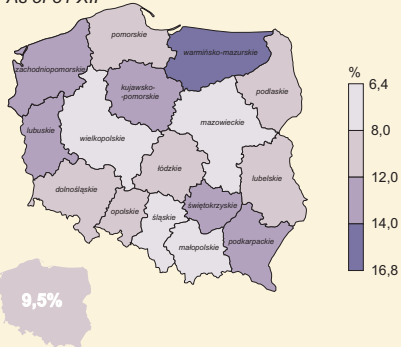 As of 31 XII
pomorskie
warmińsko-mazurskie
zachodniopomorskie
podlaskie
kujawsko-
-pomorskie
lubuskie
mazowieckie
wielkopolskie
łódzkie
lubelskie
dolnośląskie
świętokrzyskie
opolskie
śląskie
podkarpackie
małopolskie
%
6,4
8,0
12,0
14,0
16,8
9,5%